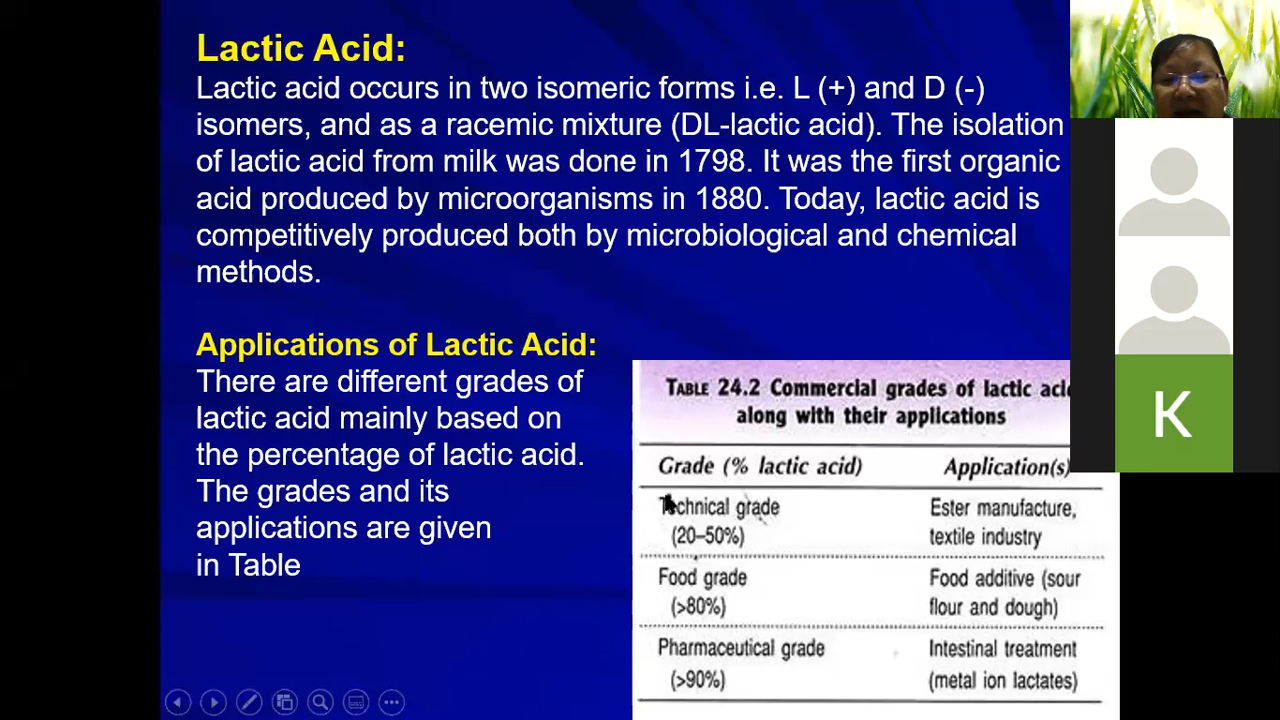 Lactic Acid:
Lactic acid occurs in two isomeric forms i.e. L (+) and D (-)
isomers, and as a racemic mixture (DL-lactic acid). The isolation
of lactic acid from milk was done in 1798. It was the first organic
acid produced by microorganisms in 1880. Today, lactic acid is
competitively produced both by microbiological and chemical
methods.
Applications of Lactic Acid:
There are different grades of
lactic acid mainly based on
the percentage of lactic acid.
The grades and its
applications are given
in Table
TABLE 24.2 Commercial grades of lactic acid
along with their applications
Grade (% lactic acid) Application(s)
Technical grade Ester manufacture,
(20–50%) textile industry
Food grade Food additive (sour
(>80%) flour and dough)
Pharmaceutical grade Intestinal treatment
(>90%) (metal ion lactates)
K